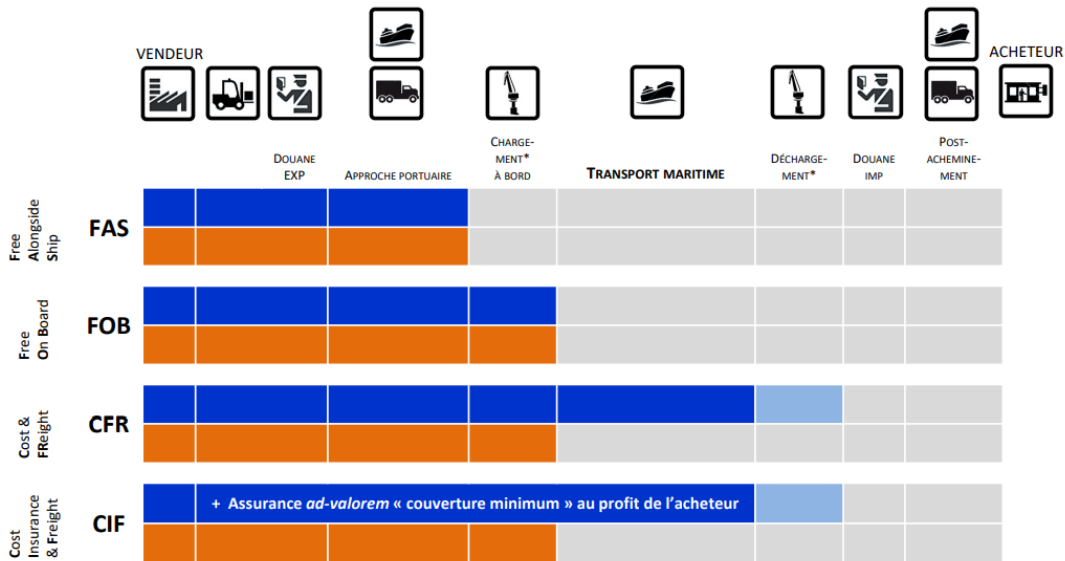 VENDEUR
ACHETEUR
DOUANE
EXP
APPROCHE PORTUAIRE
CHARGE-
MENT*
À BORD
TRANSPORT MARITIME
DÉCHARGE-
MENT*
DOUANE
IMP
POST-
ACHEMINE-
MENT
Free
Alongside
Ship
FAS
Free
On Board
FOB
Cost &
FReight
CFR
Cost
Insurance
& Freight
CIF
+ Assurance ad-valorem « couverture minimum » au profit de l’acheteur